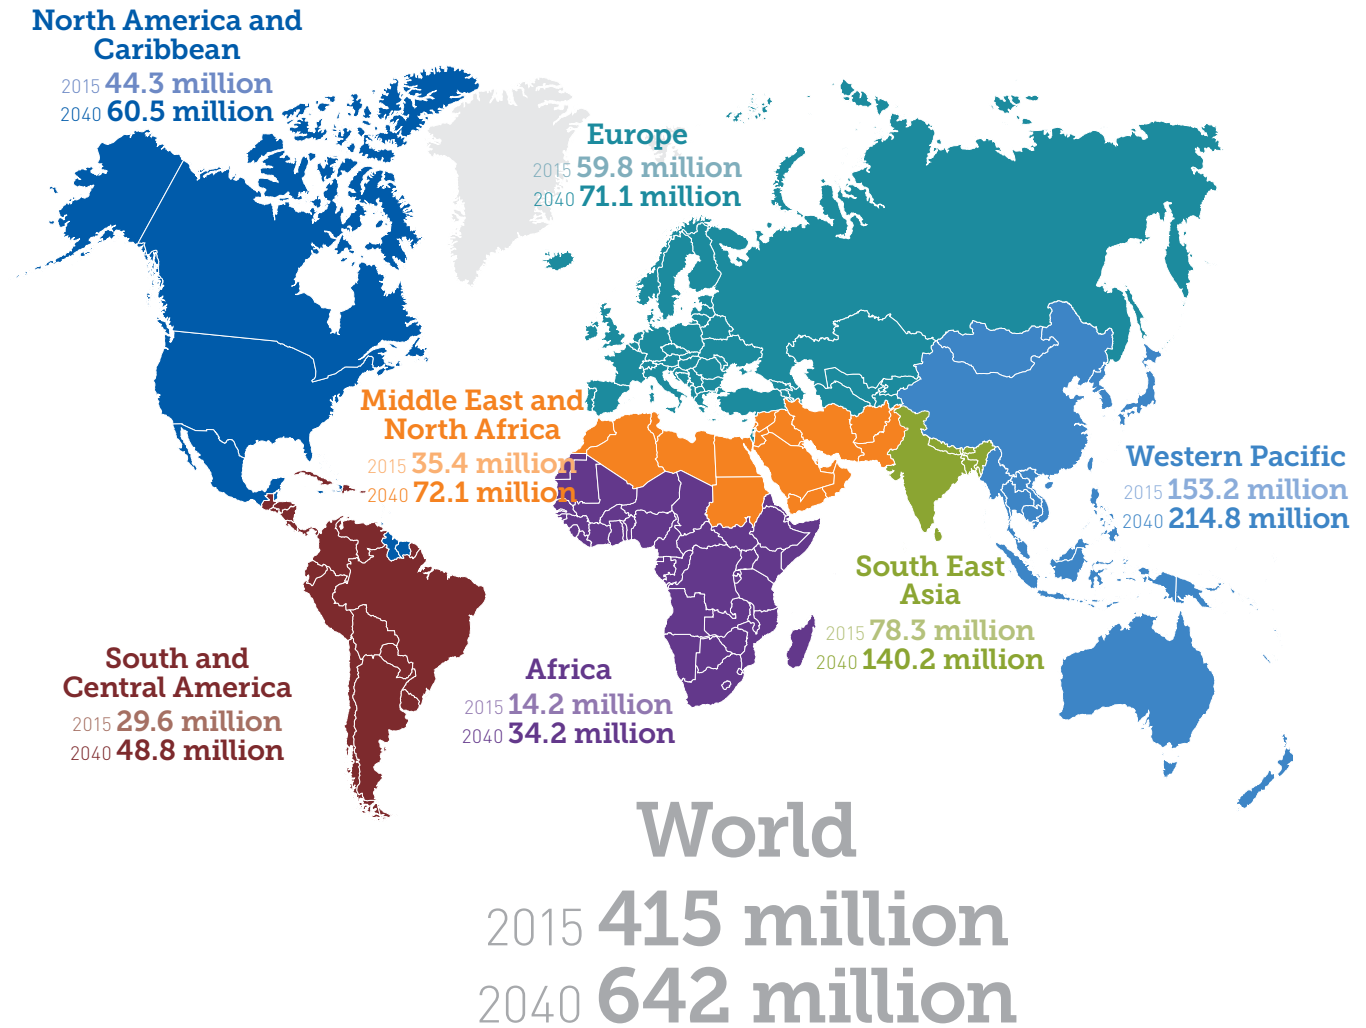 North America and
Caribbean
2015 44.3 million
2040 60.5 million
Europe
2015 59.8 million
2040 71.1 million
Middle East and
North Africa
2015 35.4 million
2040 72.1 million
Western Pacific
2015 153.2 million
2040 214.8 million
South East
Asia
2015 78.3 million
2040 140.2 million
South and
Central America
2015 29.6 million
2040 48.8 million
Africa
2015 14.2 million
2040 34.2 million
World
2015 415 million
2040 642 million